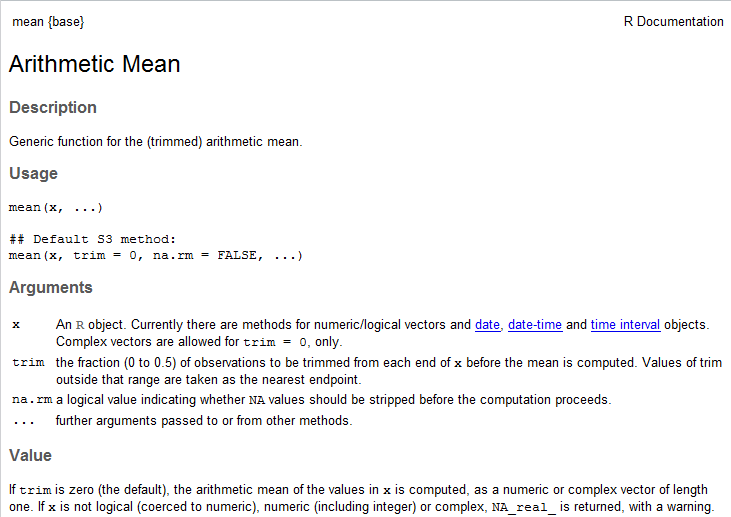 mean {base}
R Documentation
Arithmetic Mean
Description
Generic function for the (trimmed) arithmetic mean.
Usage
mean(x, ...)
## Default S3 method:
mean(x, trim = 0, na.rm = FALSE, ...)
Arguments
x An R object. Currently there are methods for numeric/logical vectors and date, date-time and time interval objects.
Complex vectors are allowed for trim = 0, only.
trim the fraction (0 to 0.5) of observations to be trimmed from each end of x before the mean is computed. Values of trim
outside that range are taken as the nearest endpoint.
na.rm a logical value indicating whether NA values should be stripped before the computation proceeds.
... further arguments passed to or from other methods.
Value
If trim is zero (the default), the arithmetic mean of the values in x is computed, as a numeric or complex vector of length
one. If x is not logical (coerced to numeric), numeric (including integer) or complex, NA_real_ is returned, with a warning.